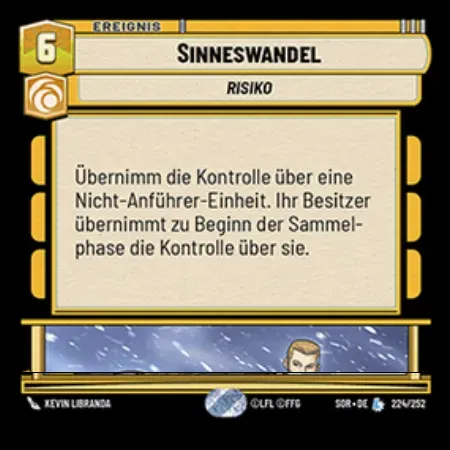 EREIGNIS
6
SINNESWANDEL
RISIKO
Übernimm die Kontrolle über eine
Nicht-Anführer-Einheit. Ihr Besitzer
übernimmt zu Beginn der Sammel-
phase die Kontrolle über sie.
KEVIN LIBRANDA
©LFL ©FFG
SOR • DE
224/252